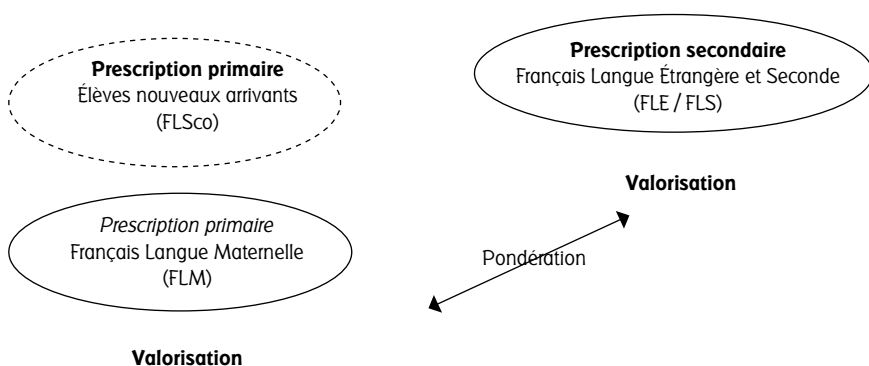 Prescription primaire
Élèves nouveaux arrivants
(FLSco)
Prescription secondaire
Français Langue Étrangère et Seconde
(FLE / FLS)
Prescription primaire
Français Langue Maternelle
(FLM)
Valorisation
Pondération
Valorisation